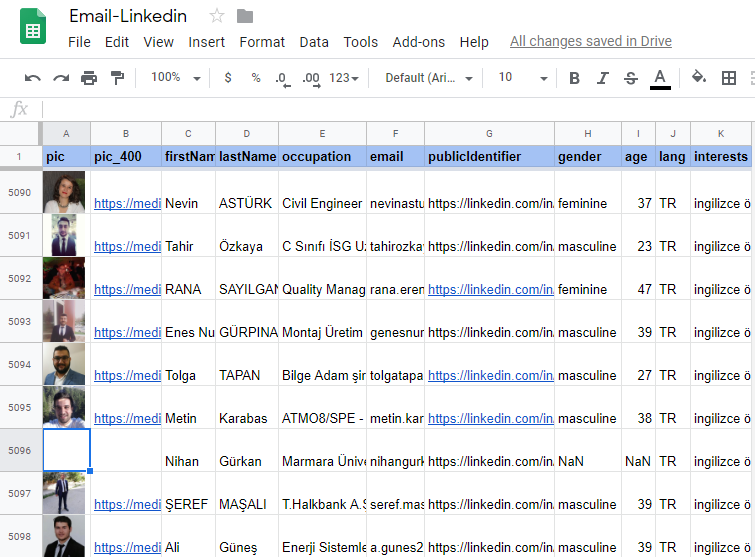 Email-Linkedin
File Edit View Insert Format Data Tools Add-ons Help All changes saved in Drive
100% $ % .0 .00 123 Default (Ari... 10 B I S A
fx
A B C D E F G H I J K
1 pic pic_400 firstNam lastName occupation email publicIdentifier gender age lang interests
5090 https://medi Nevin ASTÜRK Civil Engineer nevinastu https://linkedin.com/in/ feminine 37 TR ingilizce ö
5091 https://medi Tahir Özkaya C Sınıfı İSG Uz tahirozka https://linkedin.com/in/ masculine 23 TR ingilizce ö
5092 https://medi RANA SAYILGAN Quality Manag rana.eren https://linkedin.com/in/ feminine 47 TR ingilizce ö
5093 https://medi Enes Nu GÜRPINA Montaj Üretim genesnur https://linkedin.com/in/ masculine 39 TR ingilizce ö
5094 https://medi Tolga TAPAN Bilge Adam şir tolgatapa https://linkedin.com/in/ masculine 27 TR ingilizce ö
5095 https://medi Metin Karabas ATMO8/SPE - metin.kar https://linkedin.com/in/ masculine 38 TR ingilizce ö
5096 Nihan Gürkan Marmara Ünive nihangurk https://linkedin.com/in/ NaN NaN TR ingilizce ö
5097 https://medi ŞEREF MAŞALI T.Halkbank A.S seref.mas https://linkedin.com/in/ masculine 39 TR ingilizce ö
5098 https://medi Ali Güneş Enerji Sistemle a.gunes2 https://linkedin.com/in/ masculine 39 TR ingilizce ö